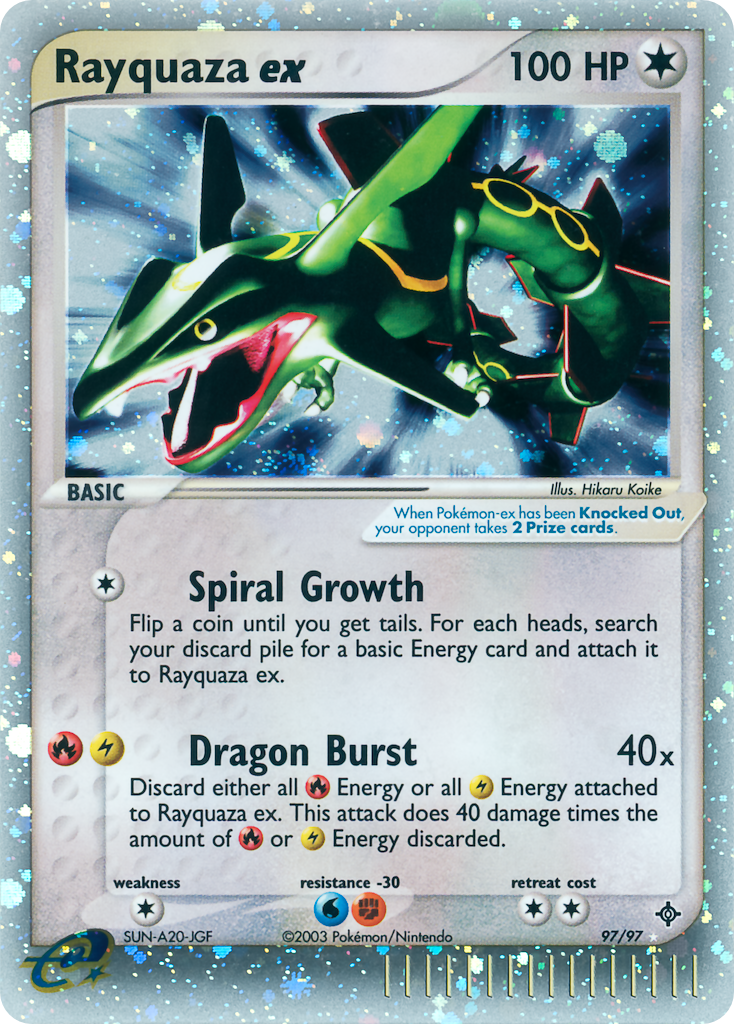 Rayquaza ex 100 HP
BASIC
Illus. Hikaru Koike
When Pokémon-ex has been Knocked Out,
your opponent takes 2 Prize cards.
Spiral Growth
Flip a coin until you get tails. For each heads, search
your discard pile for a basic Energy card and attach it
to Rayquaza ex.
Dragon Burst 40x
Discard either all Energy or all Energy attached
to Rayquaza ex. This attack does 40 damage times the
amount of or Energy discarded.
weakness resistance -30 retreat cost
SUN-A20-JGF ©2003 Pokémon/Nintendo 97/97 ★
e